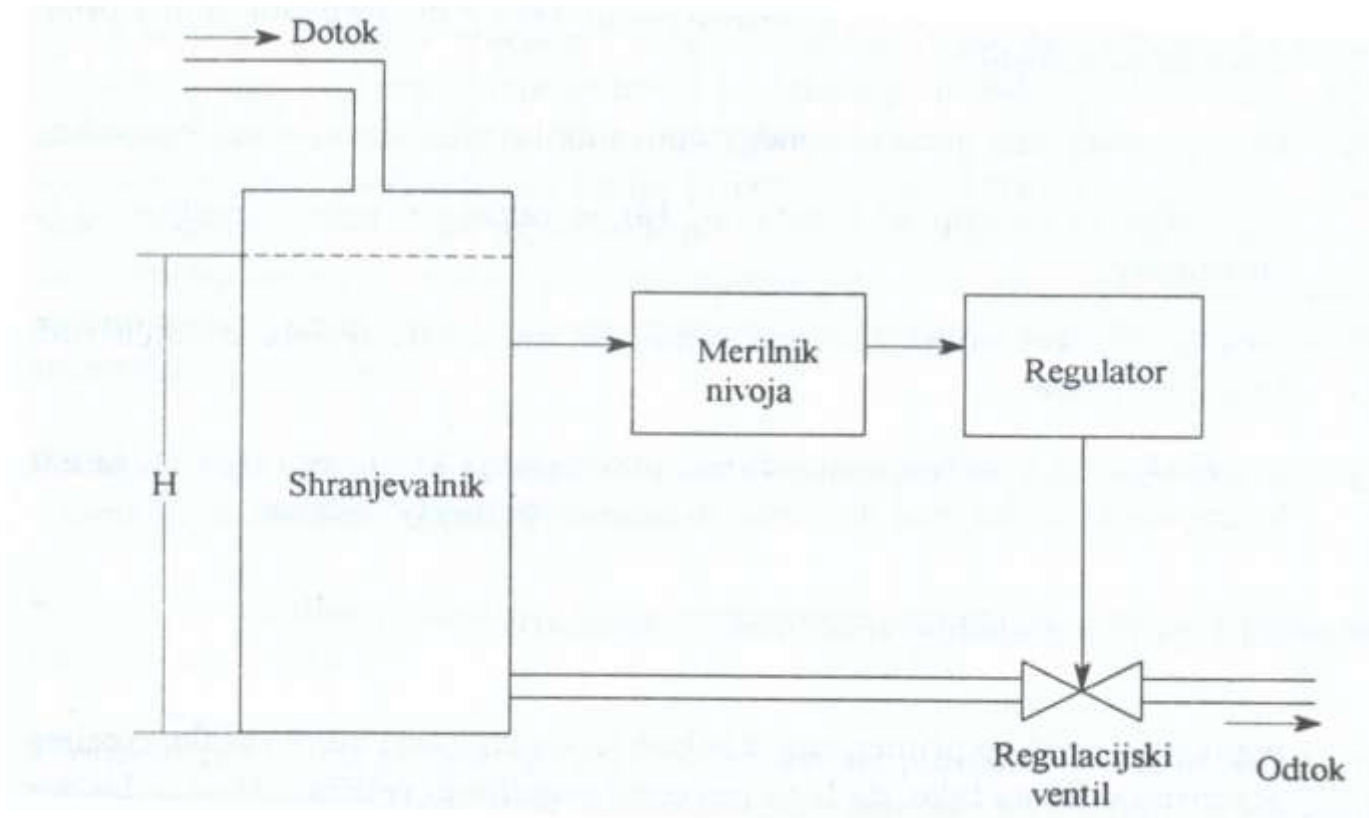 Dotok
Merilnik
nivoja
Regulator
H
Shranjevalnik
Regulacijski
ventil
Odtok